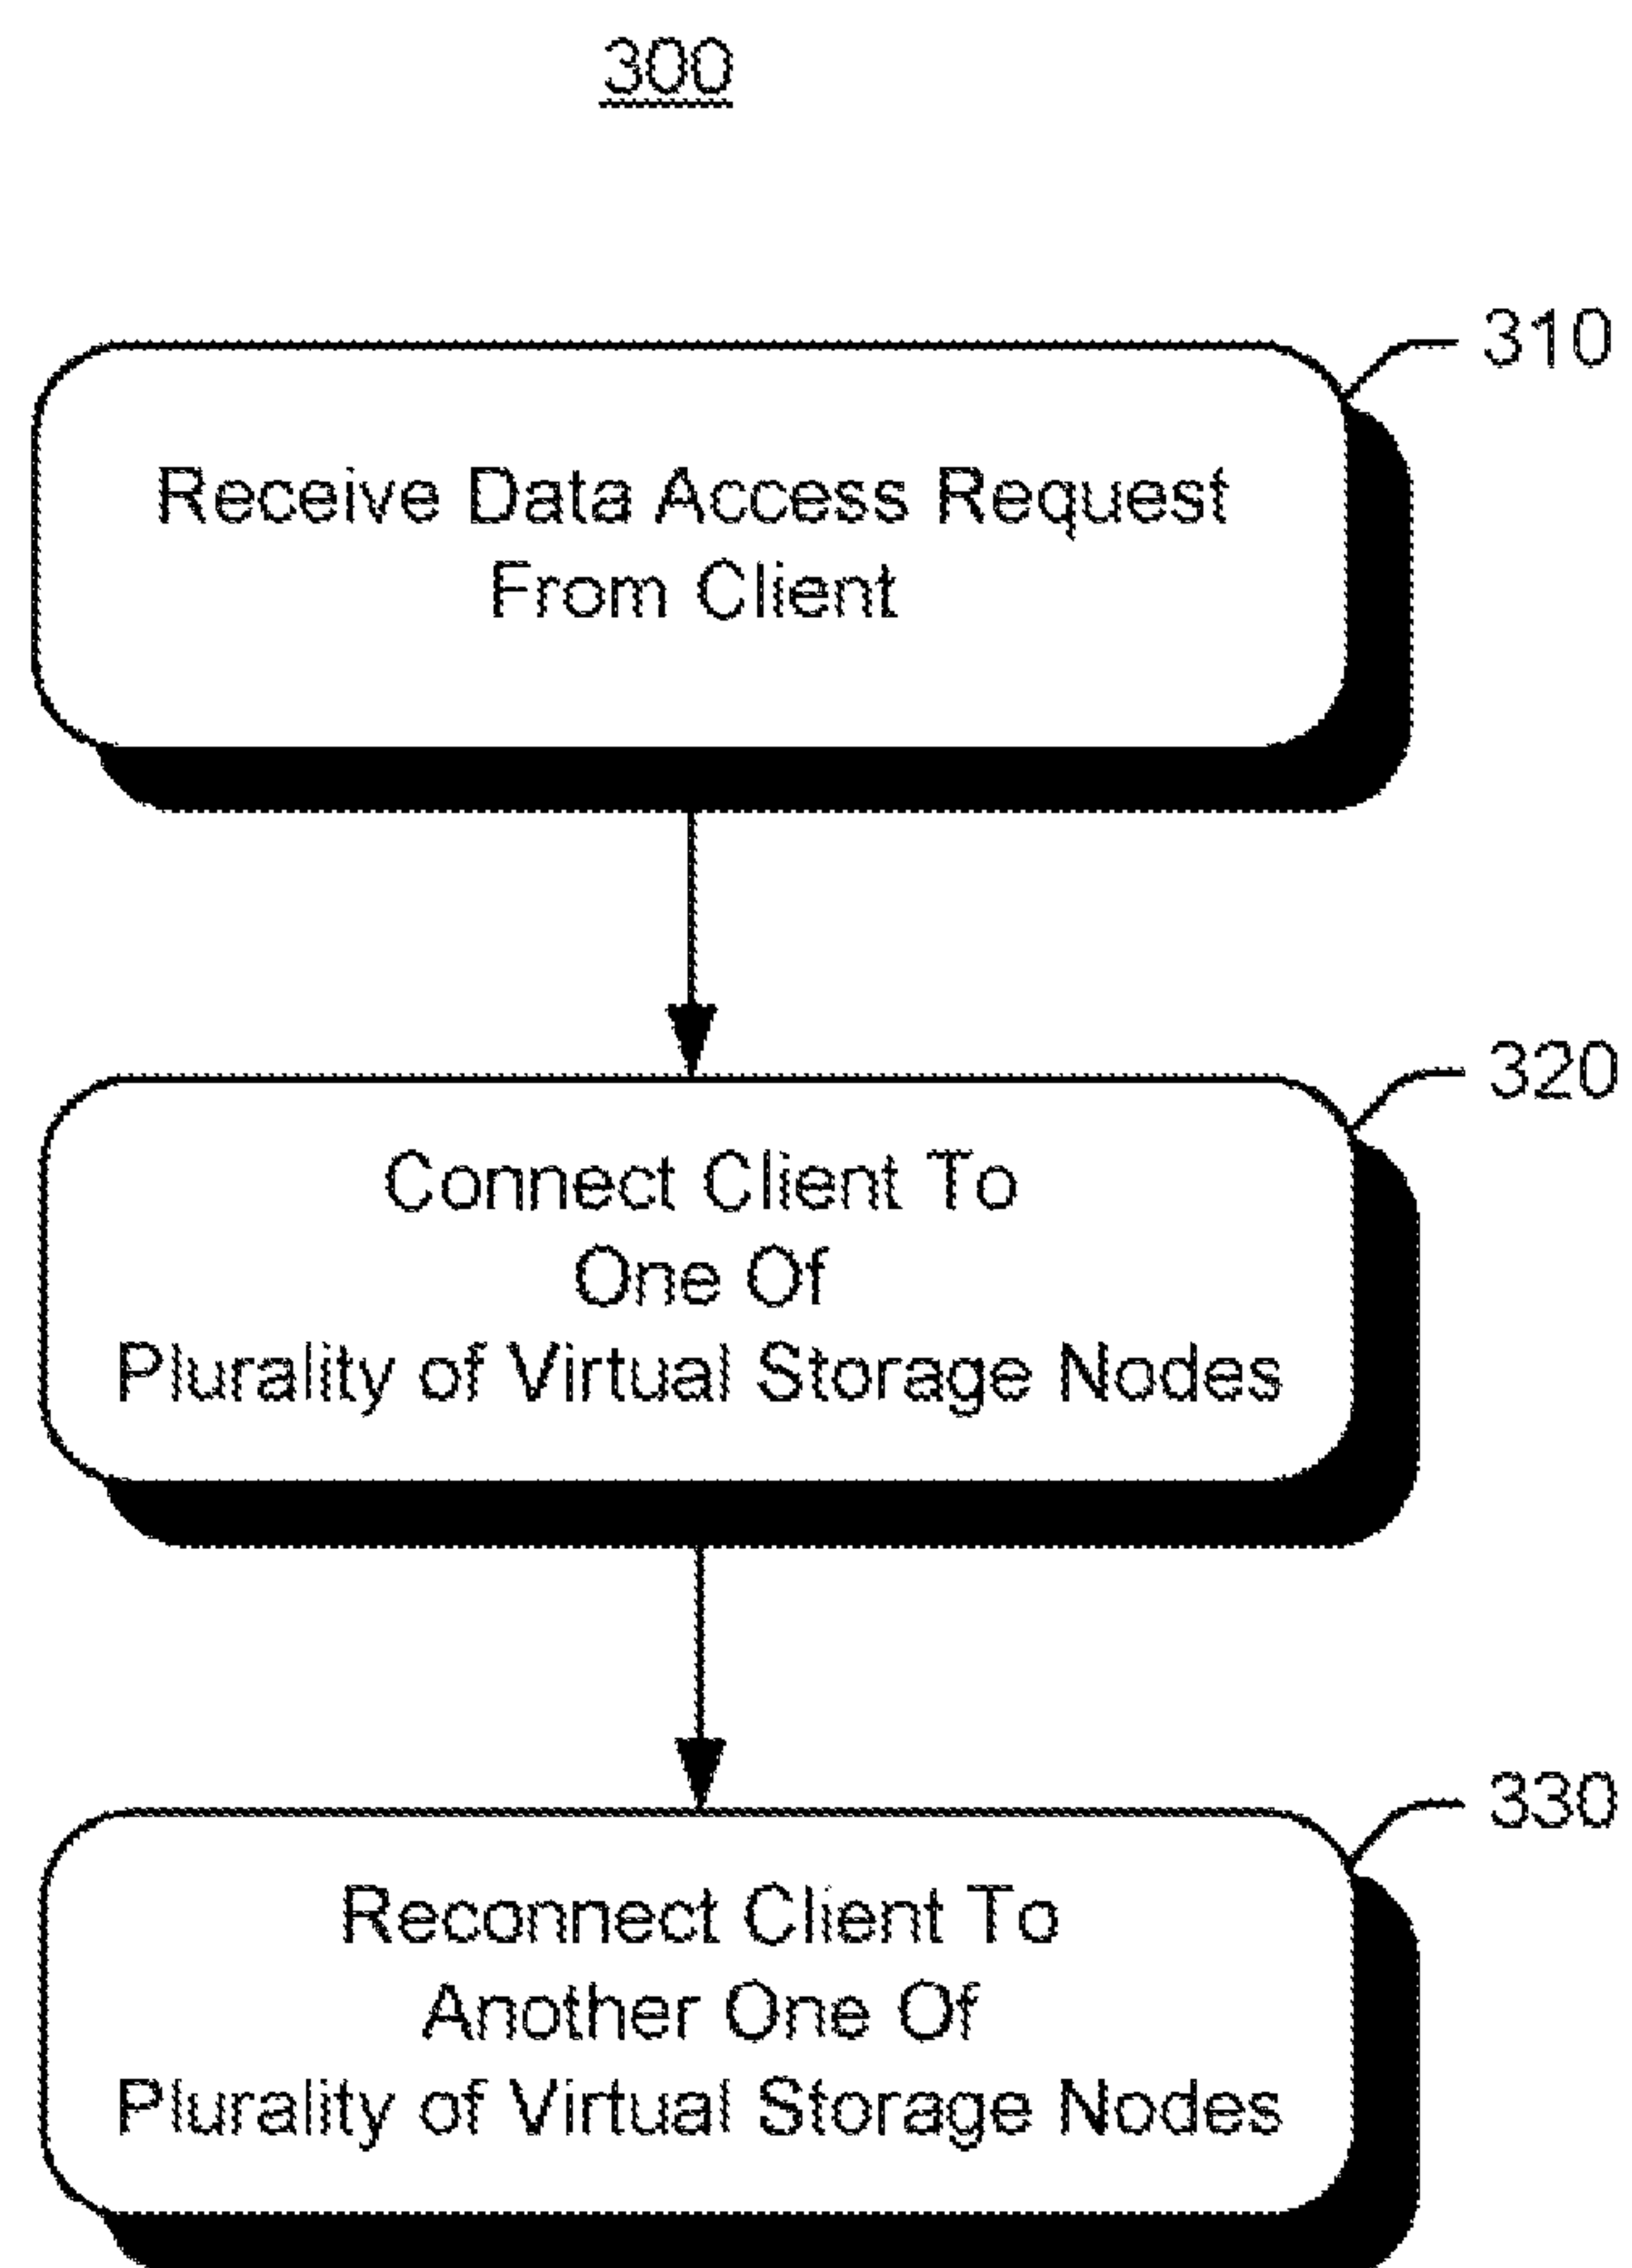 300
310
Receive Data Access Request
From Client
320
Connect Client To
One Of
Plurality of Virtual Storage Nodes
330
Reconnect Client To
Another One Of
Plurality of Virtual Storage Nodes